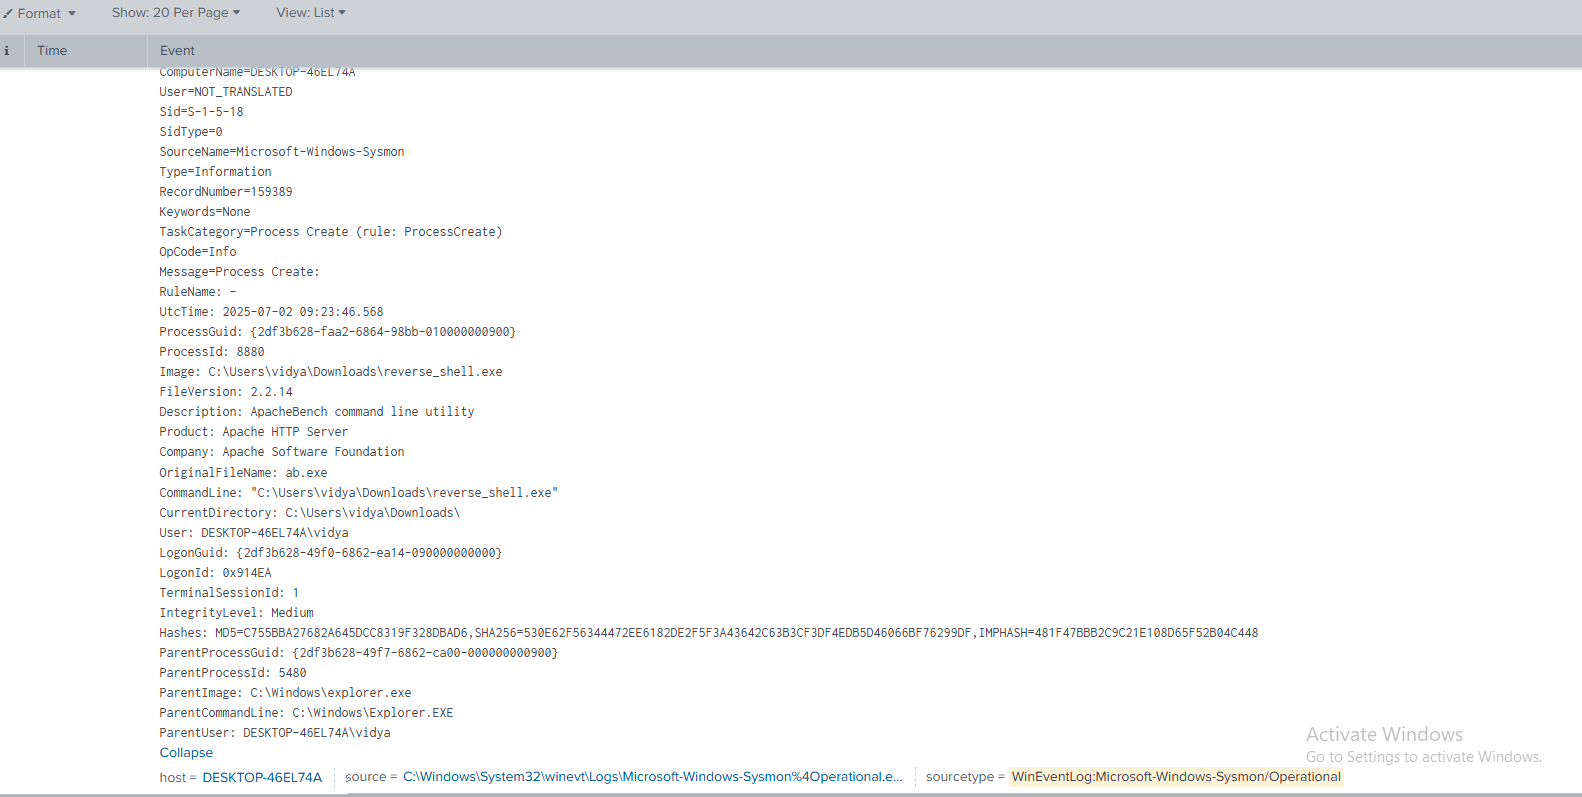 Format Show: 20 Per Page View: List
i Time Event
ComputerName=DESKTOP-46EL74A
User=NOT_TRANSLATED
Sid=S-1-5-18
SidType=0
SourceName=Microsoft-Windows-Sysmon
Type=Information
RecordNumber=159389
Keywords=None
TaskCategory=Process Create (rule: ProcessCreate)
OpCode=Info
Message=Process Create:
RuleName: -
UtcTime: 2025-07-02 09:23:46.568
ProcessGuid: {2df3b628-faa2-6864-98bb-010000000900}
ProcessId: 8880
Image: C:\Users\vidya\Downloads\reverse_shell.exe
FileVersion: 2.2.14
Description: ApacheBench command line utility
Product: Apache HTTP Server
Company: Apache Software Foundation
OriginalFileName: ab.exe
CommandLine: "C:\Users\vidya\Downloads\reverse_shell.exe"
CurrentDirectory: C:\Users\vidya\Downloads\
User: DESKTOP-46EL74A\vidya
LogonGuid: {2df3b628-49f0-6862-ea14-090000000000}
LogonId: 0x914EA
TerminalSessionId: 1
IntegrityLevel: Medium
Hashes: MD5=C755BBA27682A645DCC8319F328DBAD6,SHA256=530E62F56344472EE6182DE2F5F3A43642C63B3CF3DF4EDB5D46066BF76299DF,IMPHASH=481F47BBB2C9C21E108D65F52B04C448
ParentProcessGuid: {2df3b628-49f7-6862-ca00-000000000900}
ParentProcessId: 5480
ParentImage: C:\Windows\explorer.exe
ParentCommandLine: C:\Windows\Explorer.EXE
ParentUser: DESKTOP-46EL74A\vidya
Collapse
host = DESKTOP-46EL74A source = C:\Windows\System32\winevt\Logs\Microsoft-Windows-Sysmon%4Operational.e... sourcetype = WinEventLog:Microsoft-Windows-Sysmon/Operational
Activate Windows
Go to Settings to activate Windows.